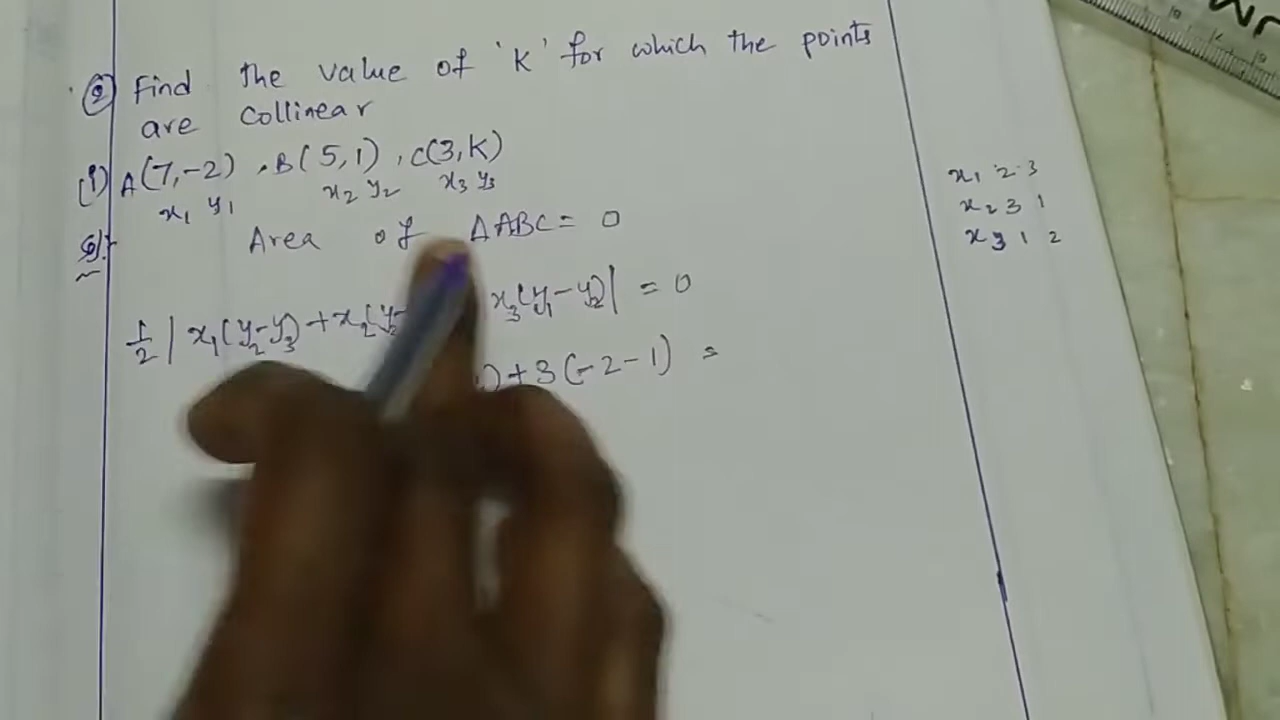 ② Find the value of 'K' for which the points
are collinear
(i) A(7,-2), B(5,1), C(3,K)
x₁ y₁ x₂ y₂ x₃ y₃
Area of ΔABC = 0
1/2 | x₁(y₂-y₃)+x₂(y₃ x₃(y₁-y₂)| = 0
)+3(-2-1) =
x₁ 2 3
x₂ 3 1
x₃ 1 2